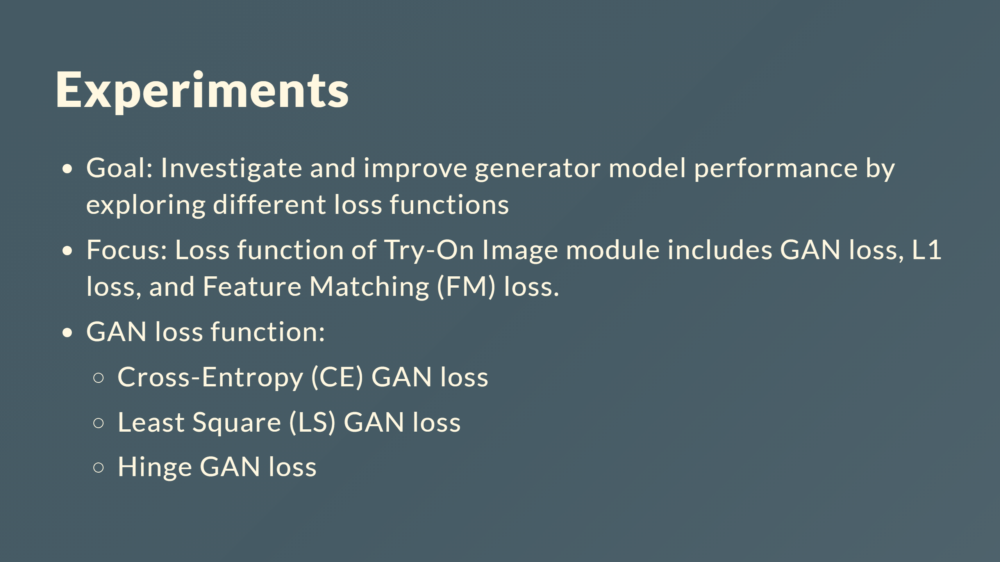 Experiments
Goal: Investigate and improve generator model performance by
exploring different loss functions
Focus: Loss function of Try-On Image module includes GAN loss, L1
loss, and Feature Matching (FM) loss.
GAN loss function:
Cross-Entropy (CE) GAN loss
Least Square (LS) GAN loss
Hinge GAN loss